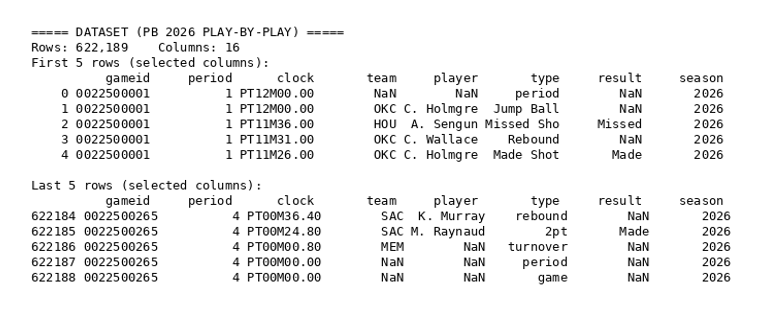 ===== DATASET (PB 2026 PLAY-BY-PLAY) =====
Rows: 622,189    Columns: 16
First 5 rows (selected columns):
gameid period clock team player type result season
0 0022500001 1 PT12M00.00 NaN NaN period NaN 2026
1 0022500001 1 PT12M00.00 OKC C. Holmgre Jump Ball NaN 2026
2 0022500001 1 PT11M36.00 HOU A. Sengun Missed Sho Missed 2026
3 0022500001 1 PT11M31.00 OKC C. Wallace Rebound NaN 2026
4 0022500001 1 PT11M26.00 OKC C. Holmgre Made Shot Made 2026
Last 5 rows (selected columns):
gameid period clock team player type result season
622184 0022500265 4 PT00M36.40 SAC K. Murray rebound NaN 2026
622185 0022500265 4 PT00M24.80 SAC M. Raynaud 2pt Made 2026
622186 0022500265 4 PT00M00.80 MEM NaN turnover NaN 2026
622187 0022500265 4 PT00M00.00 NaN NaN period NaN 2026
622188 0022500265 4 PT00M00.00 NaN NaN game NaN 2026